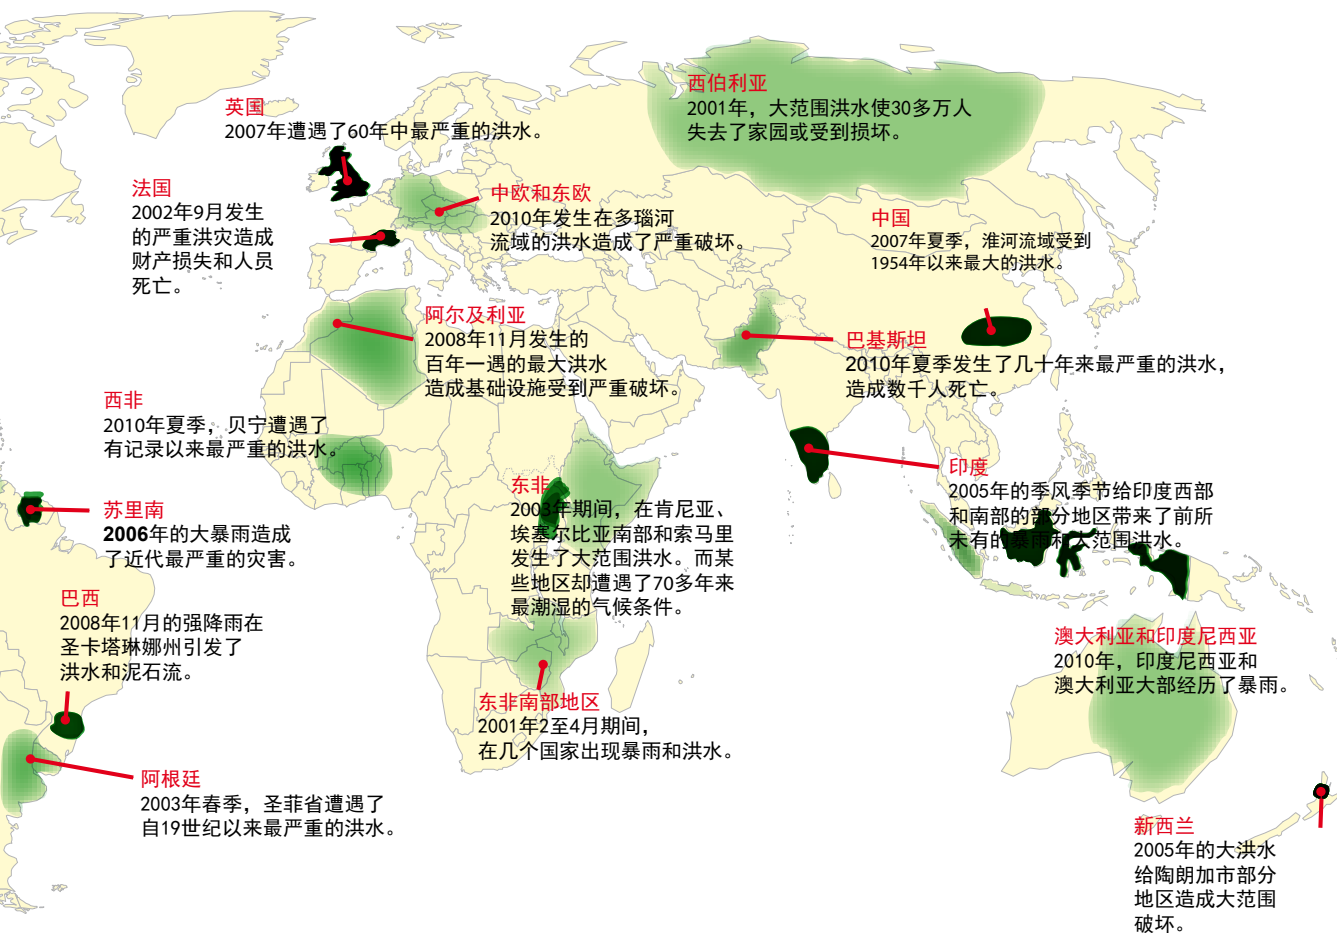 西伯利亚
2001年，大范围洪水使30多万人
失去了家园或受到损坏。
英国
2007年遭遇了60年中最严重的洪水。
法国
2002年9月发生
的严重洪灾造成
财产损失和人员
死亡。
中欧和东欧
2010年发生在多瑙河
流域的洪水造成了严重破坏。
中国
2007年夏季，淮河流域受到
1954年以来最大的洪水。
阿尔及利亚
2008年11月发生的
百年一遇的最大洪水
造成基础设施受到严重破坏。
巴基斯坦
2010年夏季发生了几十年来最严重的洪水，
造成数千人死亡。
西非
2010年夏季，贝宁遭遇了
有记录以来最严重的洪水。
印度
2005年的季风季节给印度西部
和南部的部分地区带来了前所
未有的暴雨和大范围洪水。
东非
2003年期间，在肯尼亚、
埃塞尔比亚南部和索马里
发生了大范围洪水。而某
些地区却遭遇了70多年来
最潮湿的气候条件。
苏里南
2006年的大暴雨造成
了近代最严重的灾害。
巴西
2008年11月的强降雨在
圣卡塔琳娜州引发了
洪水和泥石流。
澳大利亚和印度尼西亚
2010年，印度尼西亚和
澳大利亚大部经历了暴雨。
东非南部地区
2001年2至4月期间，
在几个国家出现暴雨和洪水。
阿根廷
2003年春季，圣菲省遭遇了
自19世纪以来最严重的洪水。
新西兰
2005年的大洪水
给陶朗加市部分
地区造成大范围
破坏。